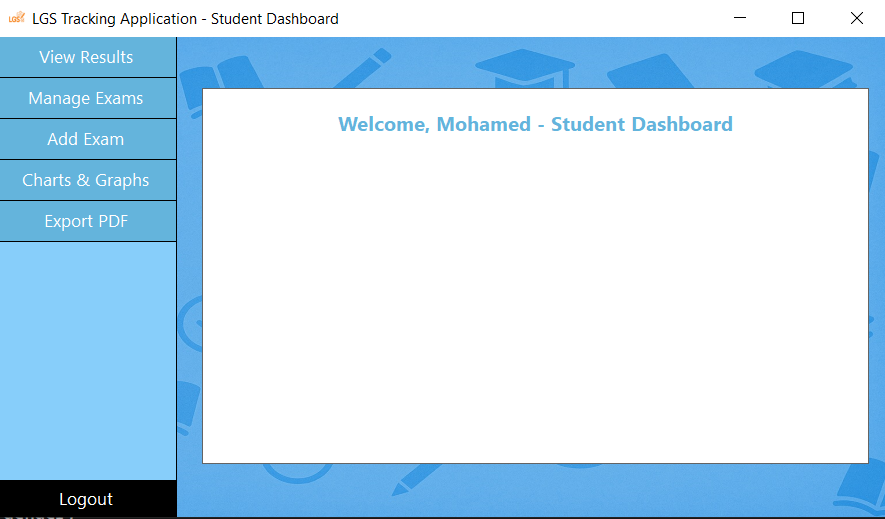 LGS LGS Tracking Application - Student Dashboard
View Results
Manage Exams
Add Exam
Charts & Graphs
Export PDF
Welcome, Mohamed - Student Dashboard
Logout